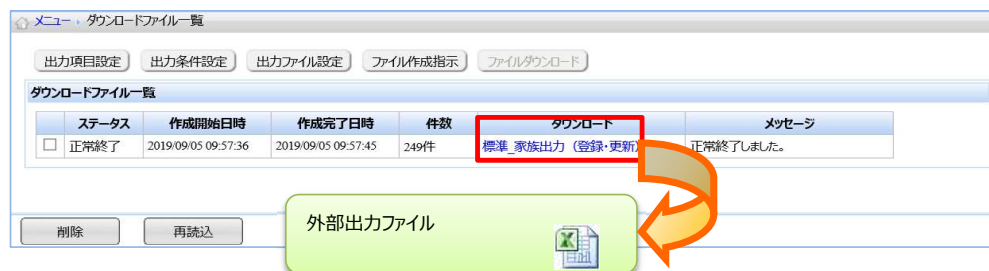 メニュー › ダウンロードファイル一覧
出力項目設定 出力条件設定 出力ファイル設定 ファイル作成指示 ファイルダウンロード
ダウンロードファイル一覧
ステータス 作成開始日時 作成完了日時 件数 ダウンロード メッセージ
正常終了 2019/09/05 09:57:36 2019/09/05 09:57:45 249件 標準_家族出力（登録・更新） 正常終了しました。
外部出力ファイル
削除 再読込